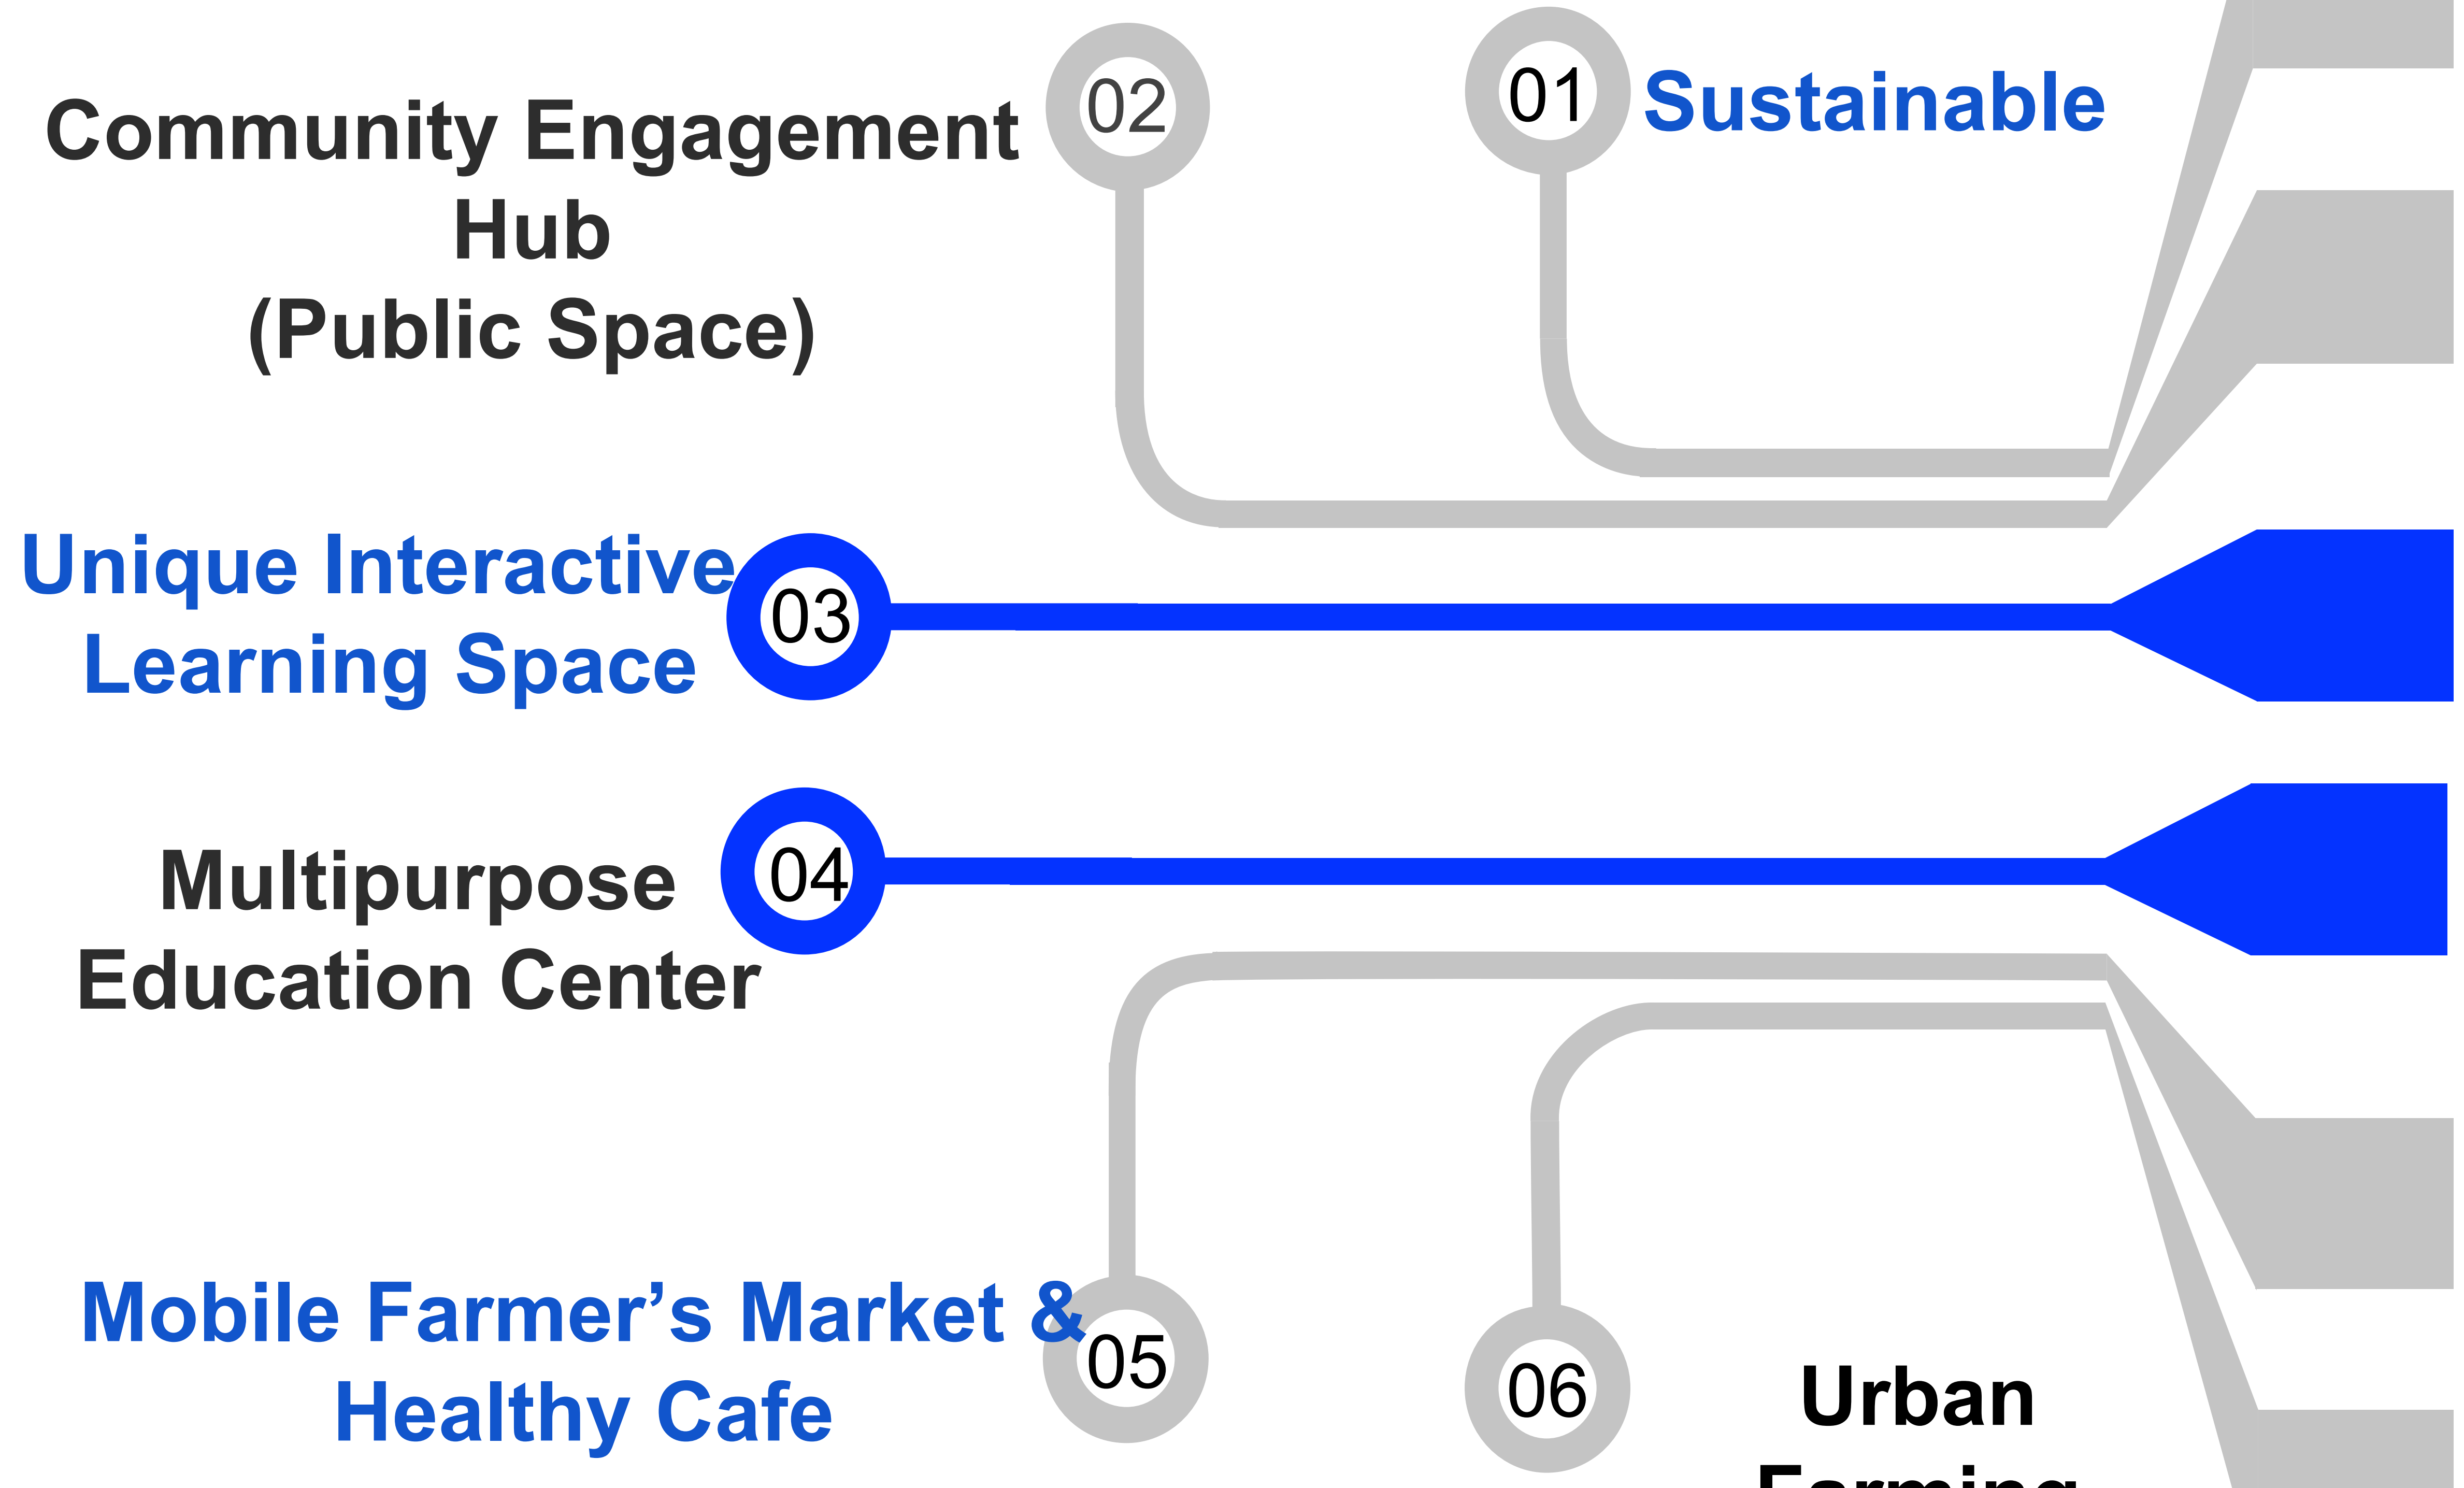 01
Sustainable
02
Community Engagement
Hub
(Public Space)
03
Unique Interactive
Learning Space
04
Multipurpose
Education Center
05
Mobile Farmer’s Market &
Healthy Cafe
06
Urban
Farming